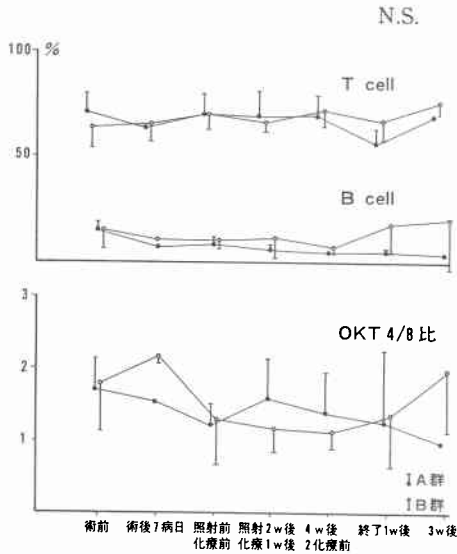 N.S.
100 %
T cell
50
B cell
3
OKT 4/8 比
2
1
A群
B群
術前 術後7病日 照射前 照射2w後 4w後 終了1w後 3w後
化療前 化療1w後 2化療前